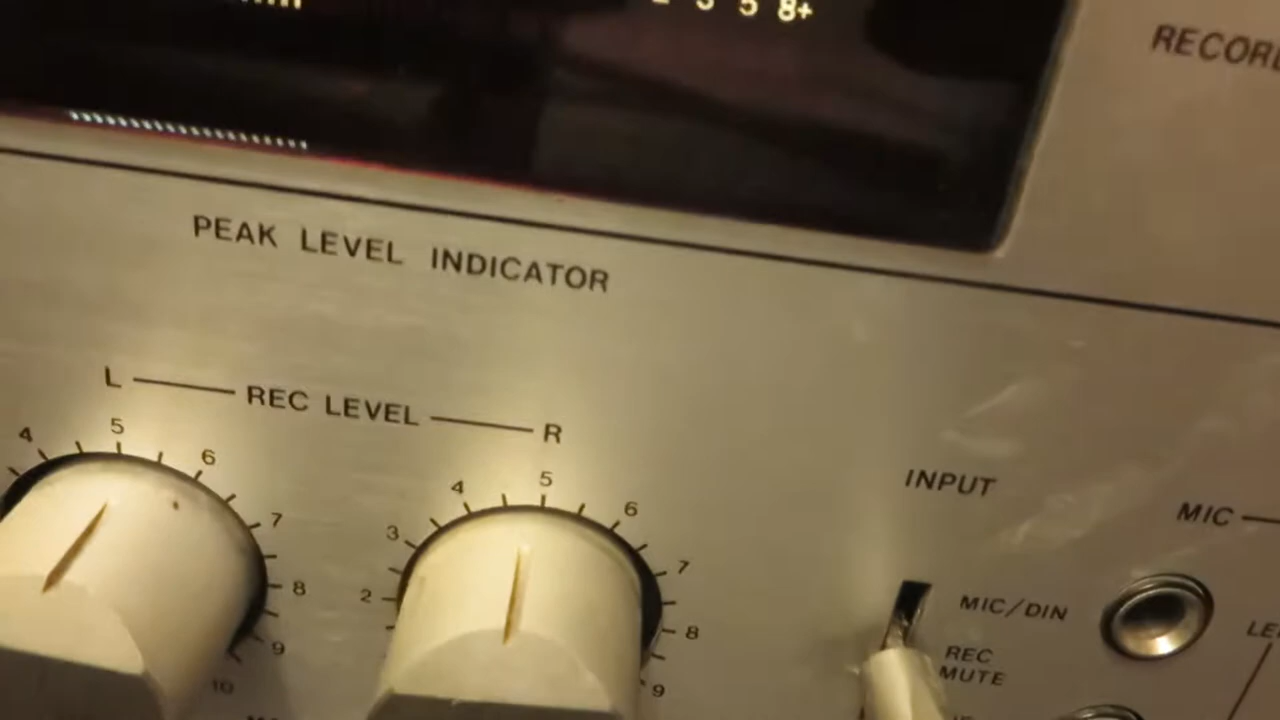 5 8+
PEAK LEVEL INDICATOR
L REC LEVEL R
4 5 6 7 8 9 10
2 3 4 5 6 7 8 9
INPUT
MIC
MIC/DIN
REC
MUTE